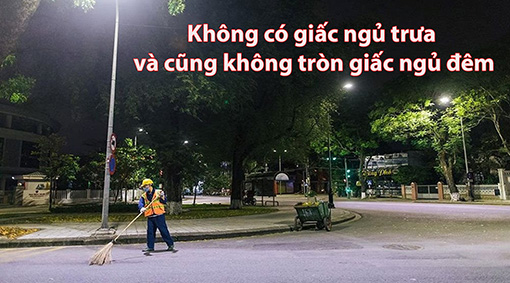 Không có giấc ngủ trưa
và cũng không tròn giấc ngủ đêm